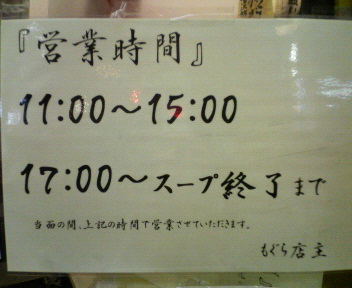 『営業時間』
11:00～15:00
17:00～スープ終了まで
当面の間、上記の時間で営業させていただきます。
もぐら店主